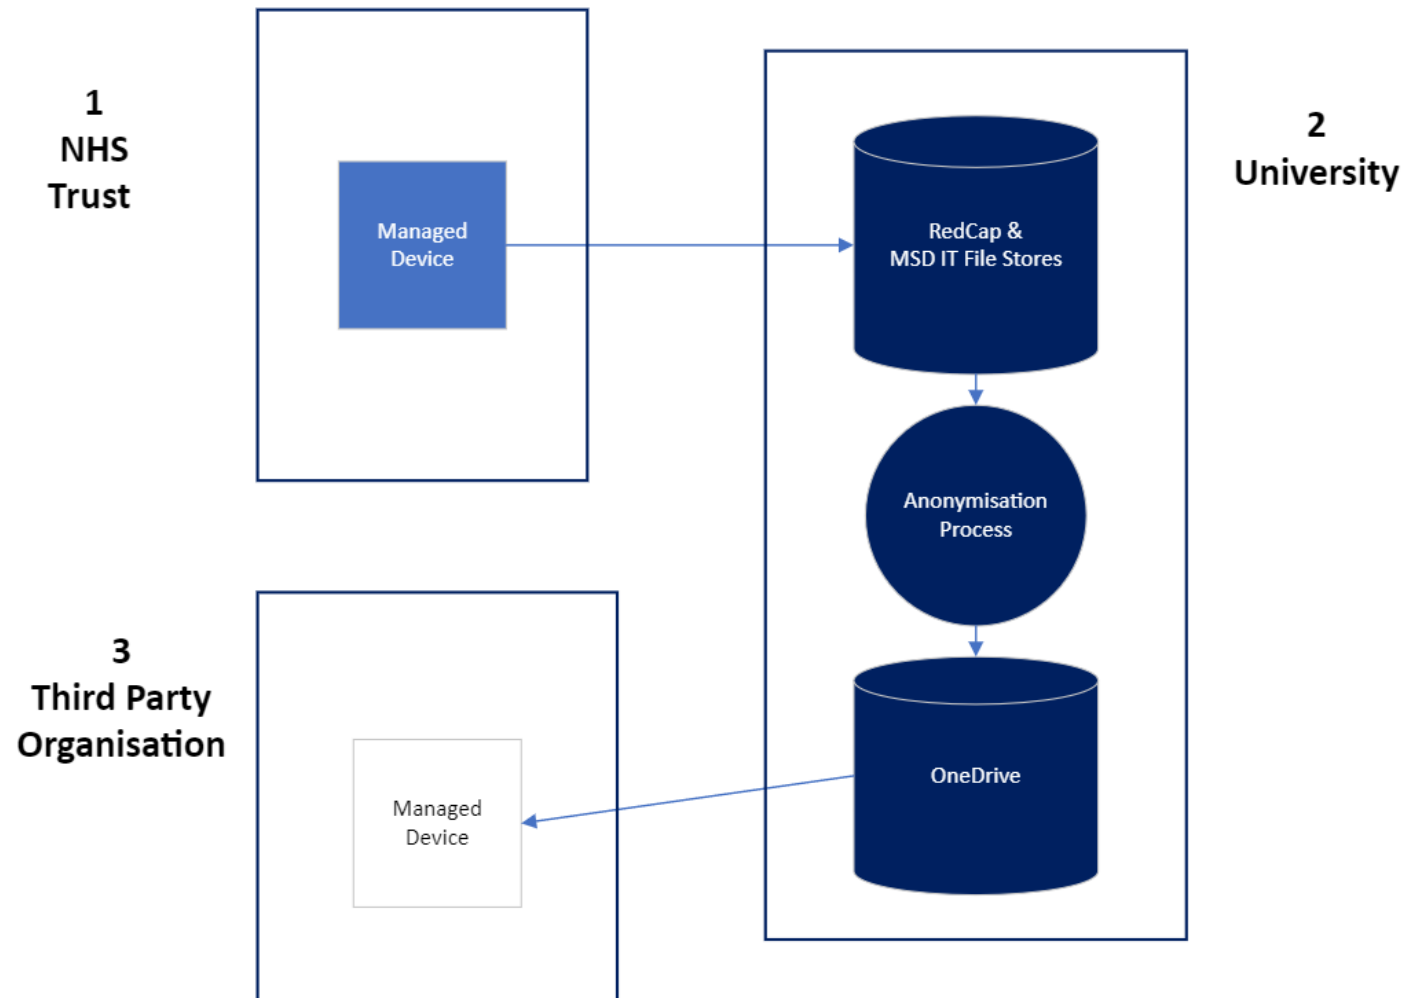 1
NHS
Trust
Managed
Device
RedCap &
MSD IT File Stores
2
University
Anonymisation
Process
3
Third Party
Organisation
Managed
Device
OneDrive